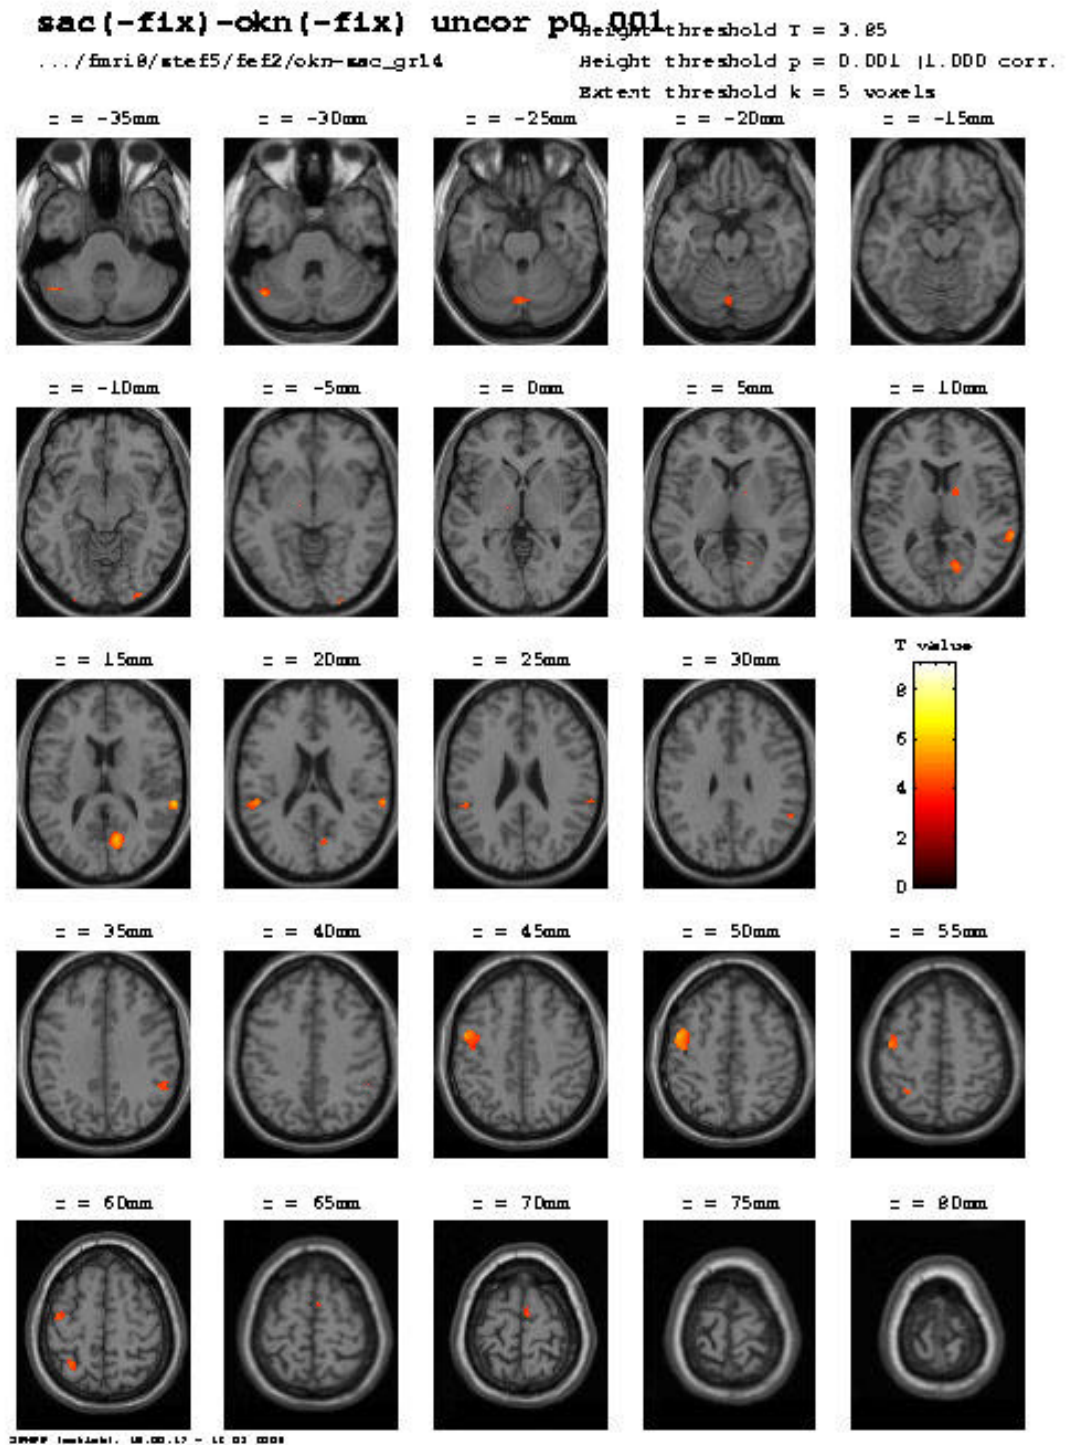 sac(-fix)-okn(-fix) uncor p0.001
Height threshold T = 3.85
.../fmri0/stef5/fef2/okn-sac_gr14
Height threshold p = 0.001 (1.000 corr.
Extent threshold k = 5 voxels
z = -35mm z = -30mm z = -25mm z = -20mm z = -15mm
z = -10mm z = -5mm z = 0mm z = 5mm z = 10mm
z = 15mm z = 20mm z = 25mm z = 30mm
T value
8
6
4
2
0
z = 35mm z = 40mm z = 45mm z = 50mm z = 55mm
z = 60mm z = 65mm z = 70mm z = 75mm z = 80mm